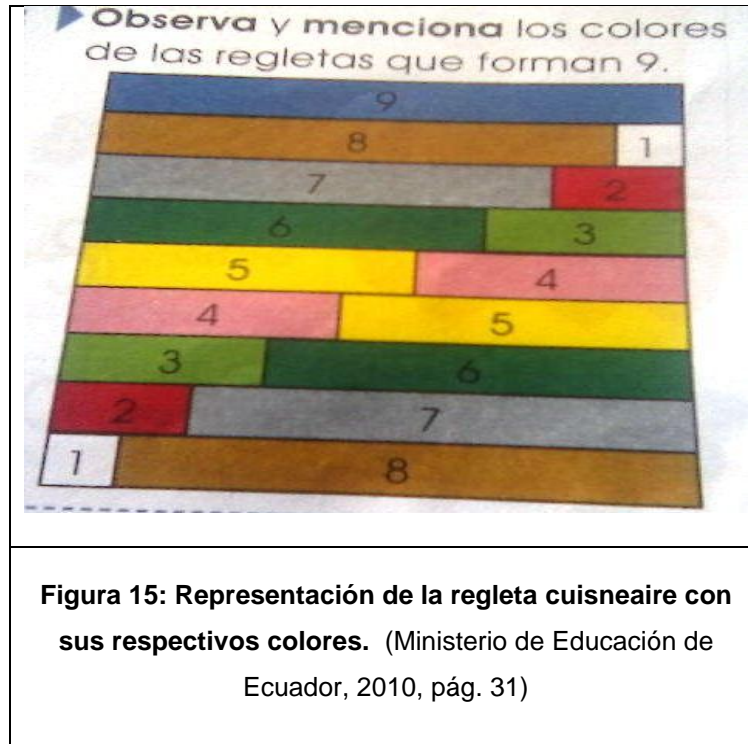 Observa y menciona los colores
de las regletas que forman 9.
9
8 1
7 2
6 3
5 4
4 5
3 6
2 7
1 8
Figura 15: Representación de la regleta cuisneaire con
sus respectivos colores. (Ministerio de Educación de
Ecuador, 2010, pág. 31)